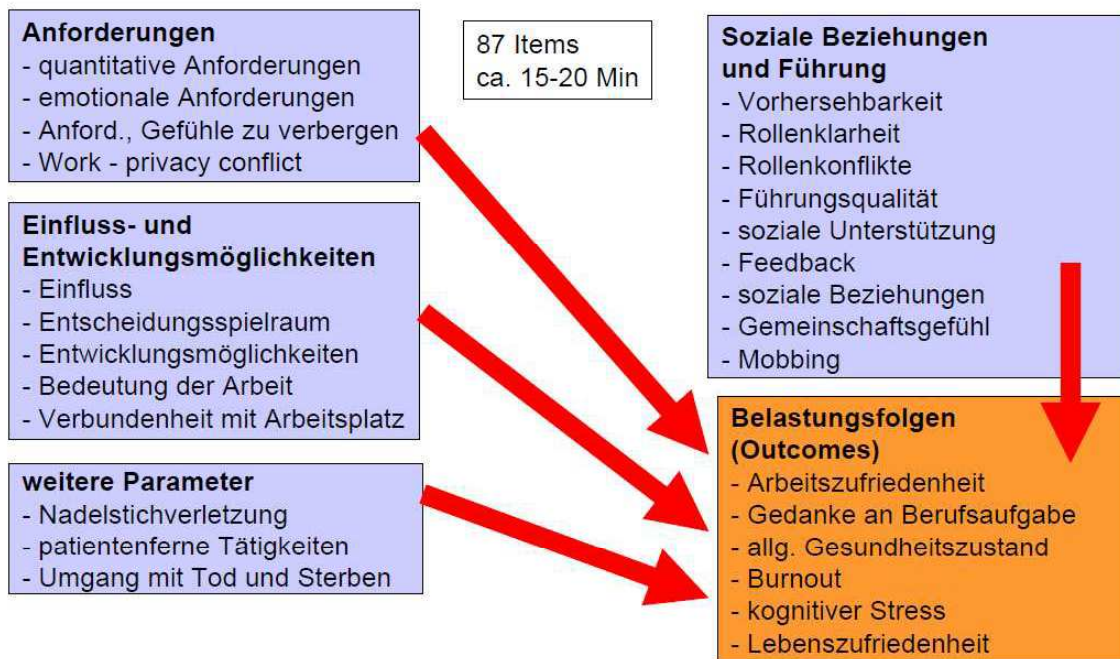 Anforderungen
- quantitative Anforderungen
- emotionale Anforderungen
- Anford., Gefühle zu verbergen
- Work - privacy conflict
87 Items
ca. 15-20 Min
Soziale Beziehungen
und Führung
- Vorhersehbarkeit
- Rollenklarheit
- Rollenkonflikte
- Führungsqualität
- soziale Unterstützung
- Feedback
- soziale Beziehungen
- Gemeinschaftsgefühl
- Mobbing
Einfluss- und
Entwicklungsmöglichkeiten
- Einfluss
- Entscheidungsspielraum
- Entwicklungsmöglichkeiten
- Bedeutung der Arbeit
- Verbundenheit mit Arbeitsplatz
weitere Parameter
- Nadelstichverletzung
- patientenferne Tätigkeiten
- Umgang mit Tod und Sterben
Belastungsfolgen
(Outcomes)
- Arbeitszufriedenheit
- Gedanke an Berufsaufgabe
- allg. Gesundheitszustand
- Burnout
- kognitiver Stress
- Lebenszufriedenheit